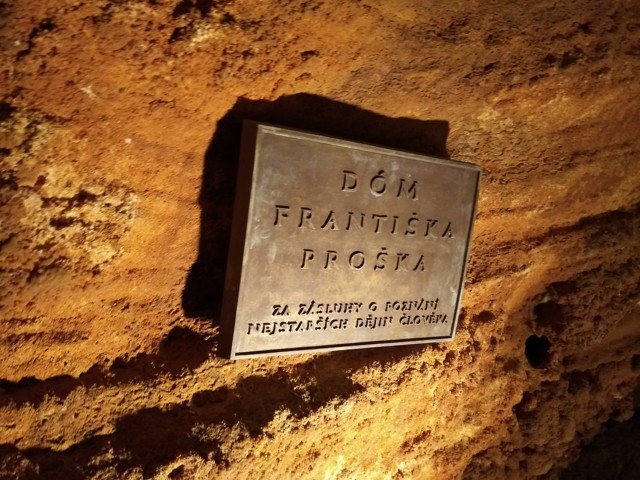 DÓM
FRANTIŠKA
PROŠKA
ZA ZÁSLUHY O POZNÁNÍ
NEJSTARŠÍCH DĚJIN ČLOVĚKA